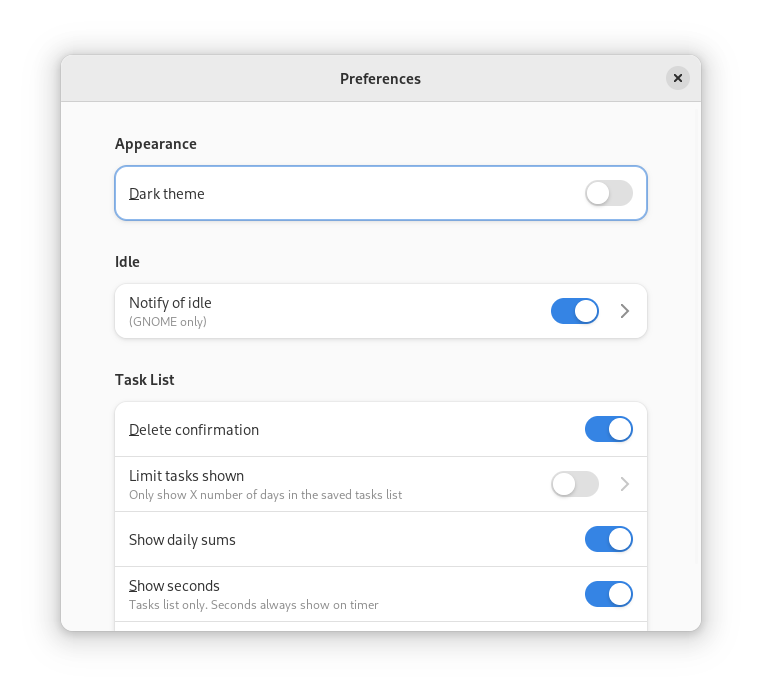 Preferences
Appearance
Dark theme
Idle
Notify of idle
(GNOME only)
Task List
Delete confirmation
Limit tasks shown
Only show X number of days in the saved tasks list
Show daily sums
Show seconds
Tasks list only. Seconds always show on timer